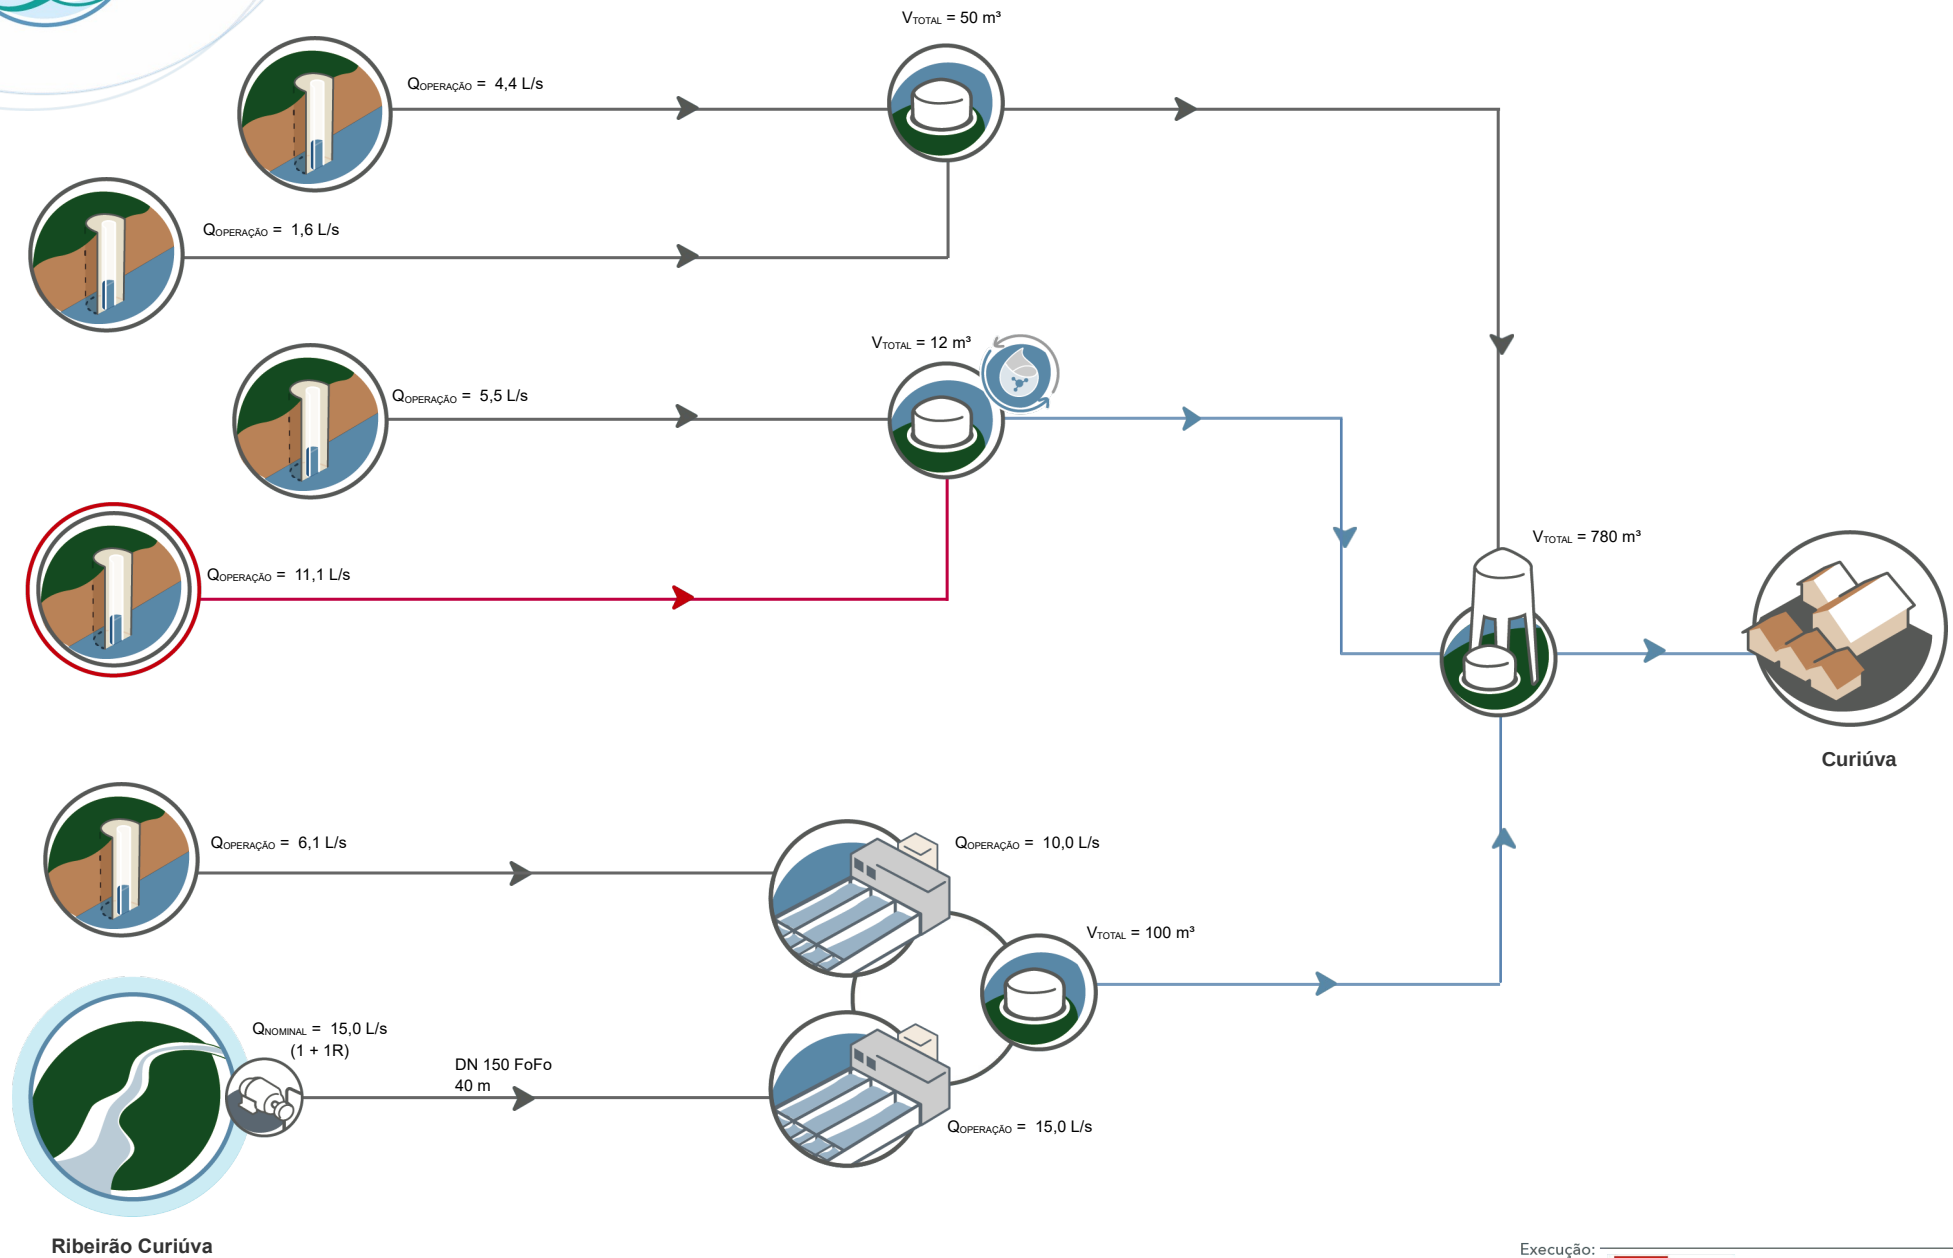 VTOTAL = 50 m³
QOPERAÇÃO = 4,4 L/s
QOPERAÇÃO = 1,6 L/s
VTOTAL = 12 m³
QOPERAÇÃO = 5,5 L/s
VTOTAL = 780 m³
QOPERAÇÃO = 11,1 L/s
Curiúva
QOPERAÇÃO = 6,1 L/s
QOPERAÇÃO = 10,0 L/s
VTOTAL = 100 m³
QNOMINAL = 15,0 L/s
(1 + 1R)
DN 150 FoFo
40 m
QOPERAÇÃO = 15,0 L/s
Ribeirão Curiúva
Execução: